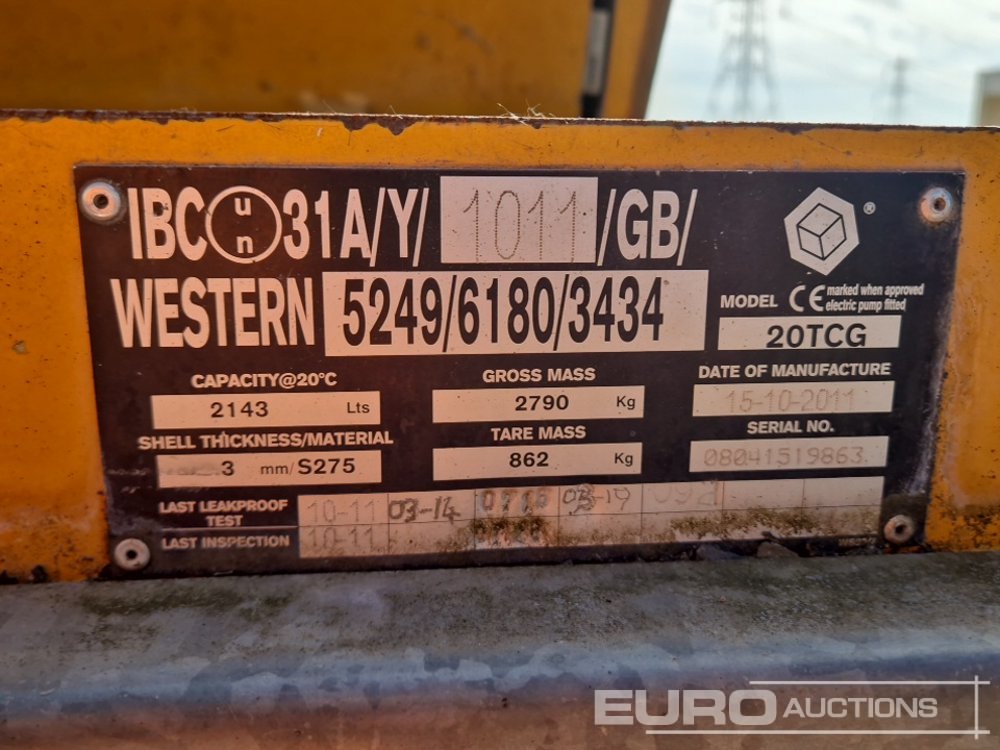 IBC un 31A/Y/ 1011 /GB/ ®
WESTERN 5249/6180/3434
MODEL CE marked when approved electric pump fitted
20TCG
CAPACITY@20°C GROSS MASS DATE OF MANUFACTURE
2143 Lts 2790 Kg 15-10-2011
SHELL THICKNESS/MATERIAL TARE MASS SERIAL NO.
3 mm/S275 862 Kg 08041519863
LAST LEAKPROOF TEST 10-11 03-14 03-19
LAST INSPECTION 10-11
EURO AUCTIONS